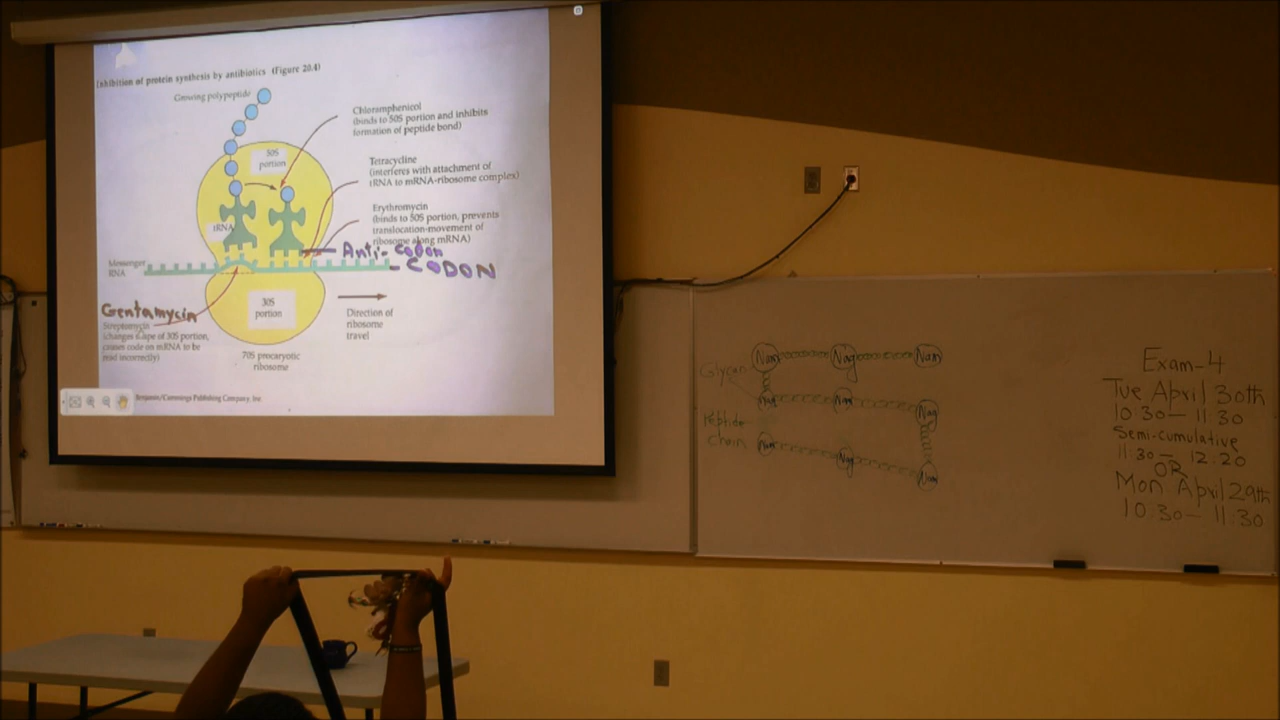 Inhibition of protein synthesis by antibiotics (Figure 20.4)
Growing polypeptide
50S
portion
Chloramphenicol
(binds to 50S portion and inhibits
formation of peptide bond)
Tetracycline
(interferes with attachment of
tRNA to mRNA-ribosome complex)
Erythromycin
(binds to 50S portion, prevents
translocation-movement of
ribosome along mRNA)
tRNA
Anti-codon
- CODON
Messenger
RNA
Gentamycin
Streptomycin
(changes shape of 30S portion,
causes code on mRNA to be
read incorrectly)
30S
portion
Direction of
ribosome
travel
70S procaryotic
ribosome
Benjamin/Cummings Publishing Company, Inc
Nam Nag Nam
Glycan
Nag Nam Nag
Peptide
chain
Nam Nag Nam
Exam-4
Tue April 30th
10:30 - 11:30
Semi-cumulative
11:30 - 12:20
OR
Mon April 29th
10:30 - 11:30